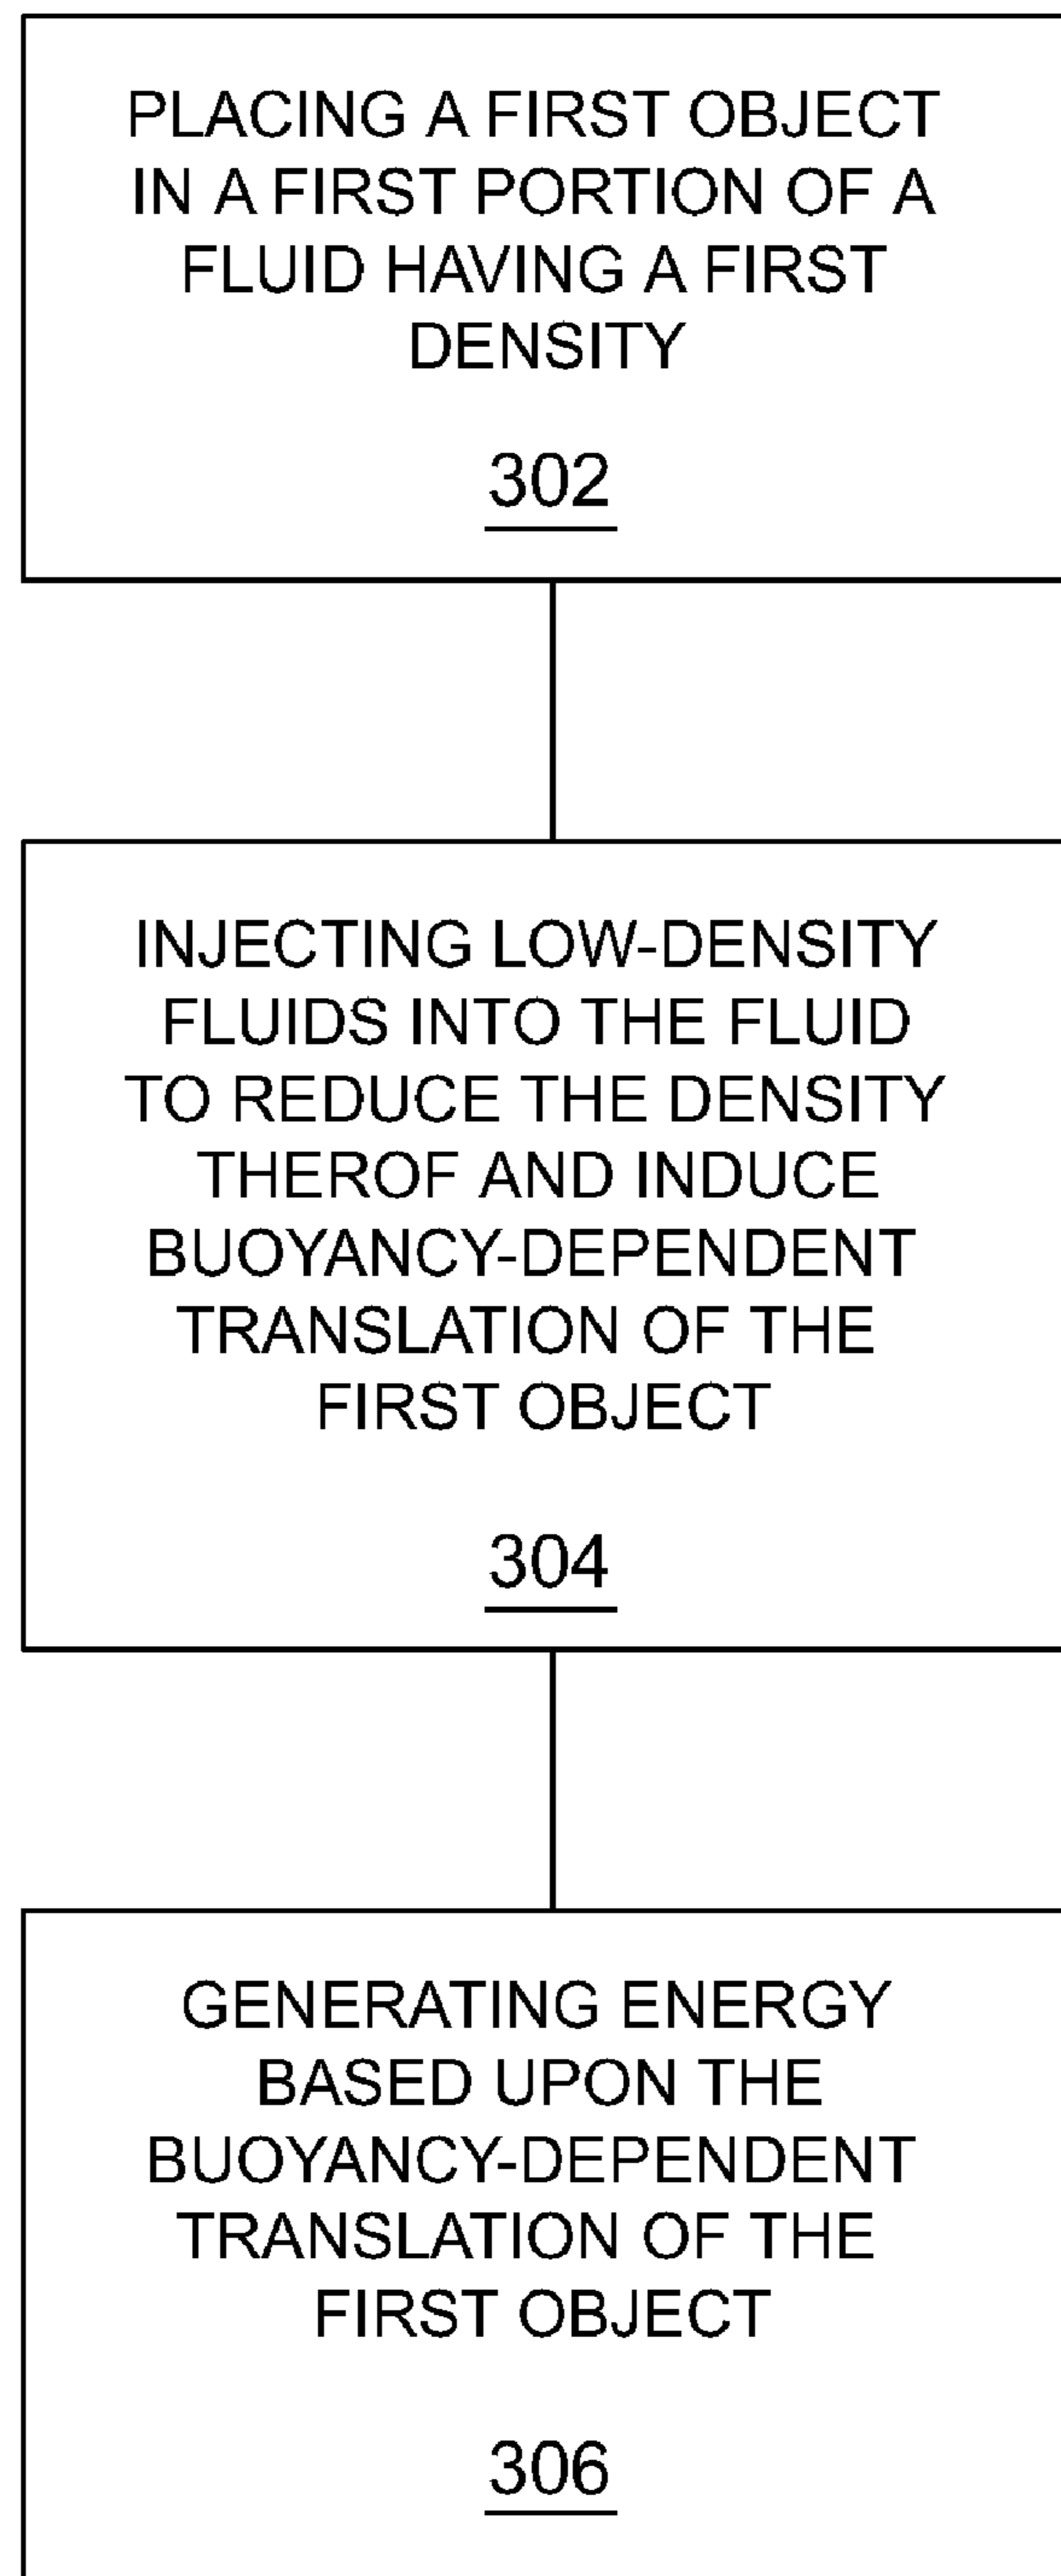 PLACING A FIRST OBJECT
IN A FIRST PORTION OF A
FLUID HAVING A FIRST
DENSITY
302
INJECTING LOW-DENSITY
FLUIDS INTO THE FLUID
TO REDUCE THE DENSITY
THEROF AND INDUCE
BUOYANCY-DEPENDENT
TRANSLATION OF THE
FIRST OBJECT
304
GENERATING ENERGY
BASED UPON THE
BUOYANCY-DEPENDENT
TRANSLATION OF THE
FIRST OBJECT
306